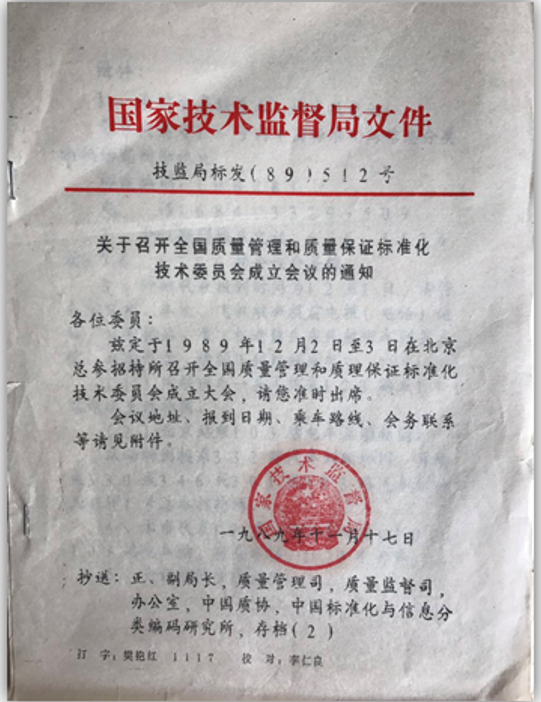 国家技术监督局文件
技监局标发(89)512号
关于召开全国质量管理和质量保证标准化
技术委员会成立会议的通知
各位委员：
兹定于1989年12月2日至3日在北京
总参招待所召开全国质量管理和质理保证标准化
技术委员会成立大会，请您准时出席。
会议地址、报到日期、乘车路线、会务联系
等请见附件。
国家技术监督局
一九八九年十一月十七日
抄送：正、副局长，质量管理司，质量监督司，
办公室，中国质协，中国标准化与信息分
类编码研究所，存档(2)
打 字：樊艳红 1117 校 对：李仁良